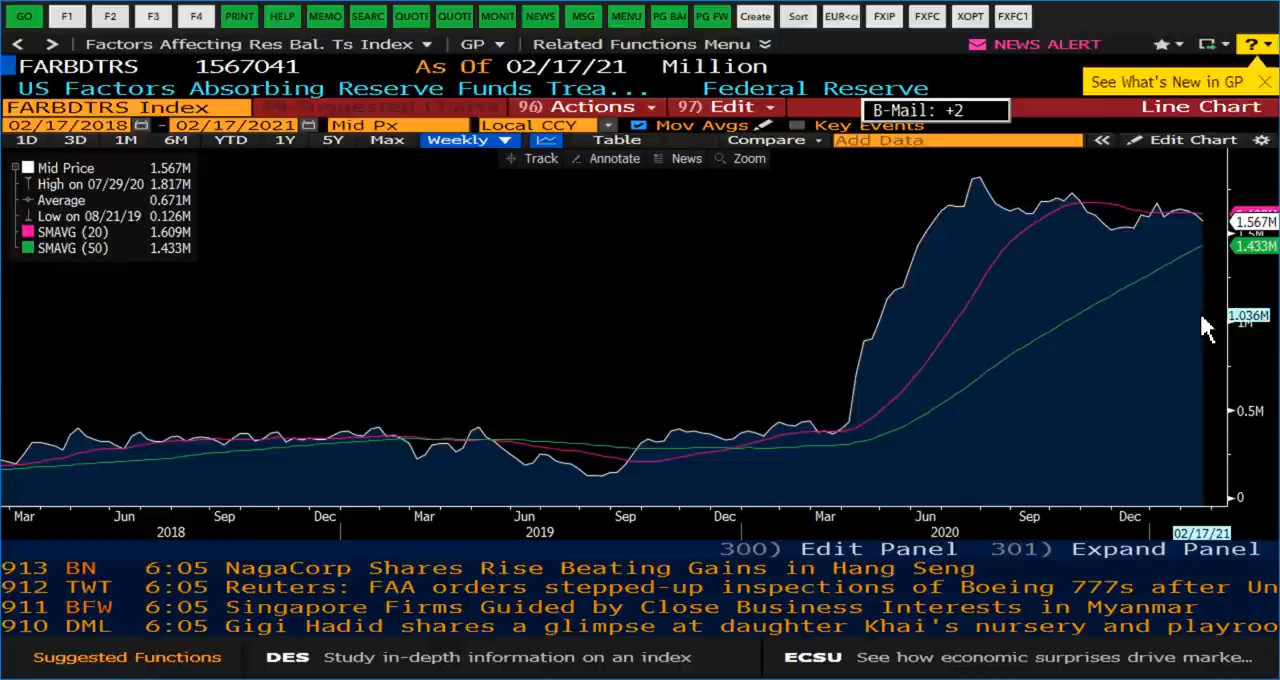 GO F1 F2 F3 F4 PRINT HELP MEMO SEARC QUOTE QUOTE MONIT NEWS MSG MENU PG BA PG FW Create Sort EUR<c FXIP FXFC XOPT FXFC1
< > Factors Affecting Res Bal. Ts Index GP Related Functions Menu NEWS ALERT ?
FARBDTRS 1567041 As Of 02/17/21 Million
US Factors Absorbing Reserve Funds Trea... Federal Reserve
See What's New in GP
FARBDTRS Index 96) Actions 97) Edit B-Mail: +2 Line Chart
02/17/2018 - 02/17/2021 Mid Px Local CCY Mov Avgs Key Events
1D 3D 1M 6M YTD 1Y 5Y Max Weekly Table Compare Add Data Edit Chart
Track Annotate News Zoom
Mid Price 1.567M
High on 07/29/20 1.817M
Average 0.671M
Low on 08/21/19 0.126M
SMAVG (20) 1.609M
SMAVG (50) 1.433M
1.567M
1.433M
1.036M
1M
0.5M
0
Mar Jun Sep Dec Mar Jun Sep Dec Mar Jun Sep Dec
2018 2019 2020 02/17/21
300) Edit Panel 301) Expand Panel
913 BN 6:05 NagaCorp Shares Rise Beating Gains in Hang Seng
912 TWT 6:05 Reuters: FAA orders stepped-up inspections of Boeing 777s after Un
911 BFW 6:05 Singapore Firms Guided by Close Business Interests in Myanmar
910 DML 6:05 Gigi Hadid shares a glimpse at daughter Khai's nursery and playroo
Suggested Functions DES Study in-depth information on an index ECSU See how economic surprises drive marke...